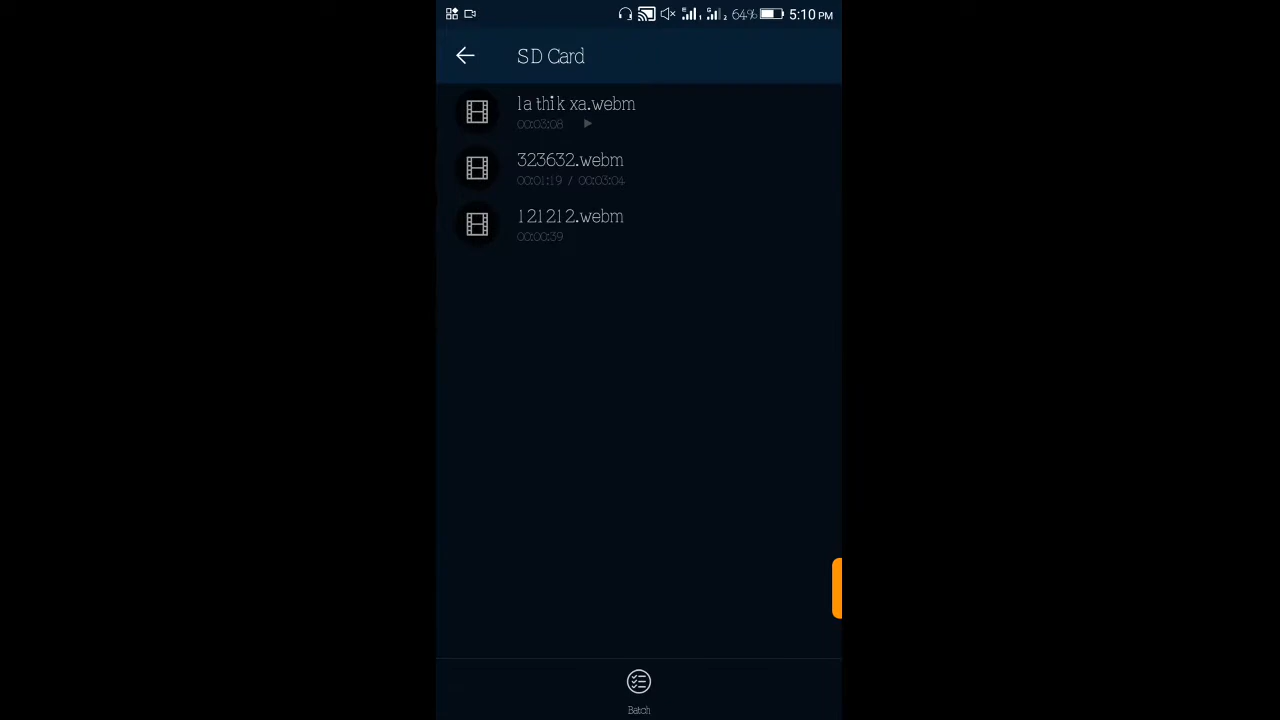 64% 5:10 PM
SD Card
la thik xa.webm
00:03:08
323632.webm
00:01:19 / 00:03:04
121212.webm
00:00:39
Batch